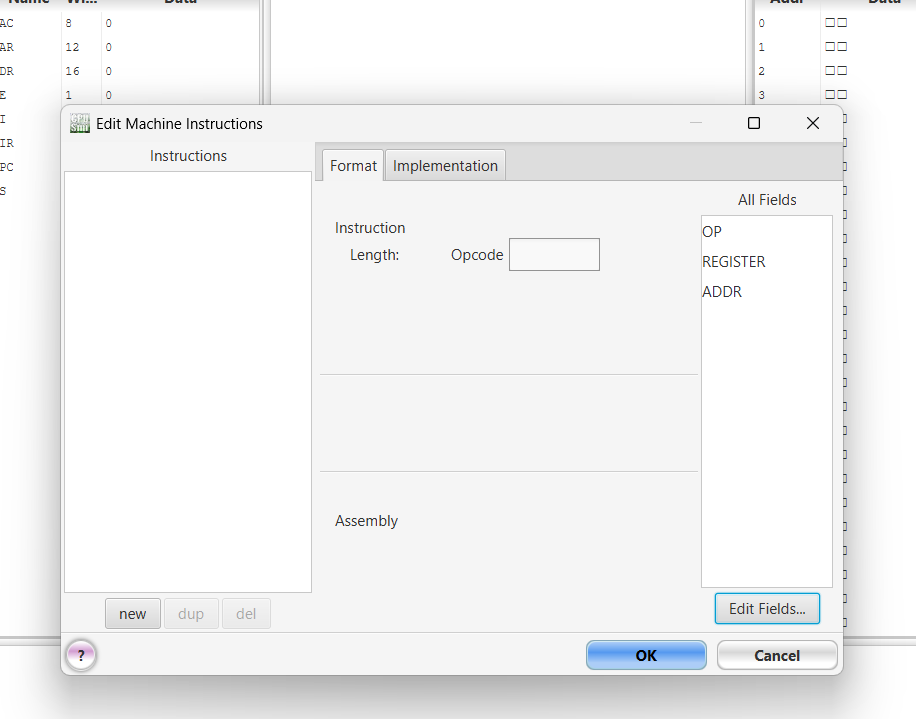 Name Wi... Data
Addr Data
AC 8 0
AR 12 0
DR 16 0
E 1 0
I
IR
PC
S
0
1
2
3
CPU Sim
Edit Machine Instructions
Instructions
Format
Implementation
Instruction
Length:
Opcode
Assembly
All Fields
OP
REGISTER
ADDR
new
dup
del
Edit Fields...
?
OK
Cancel